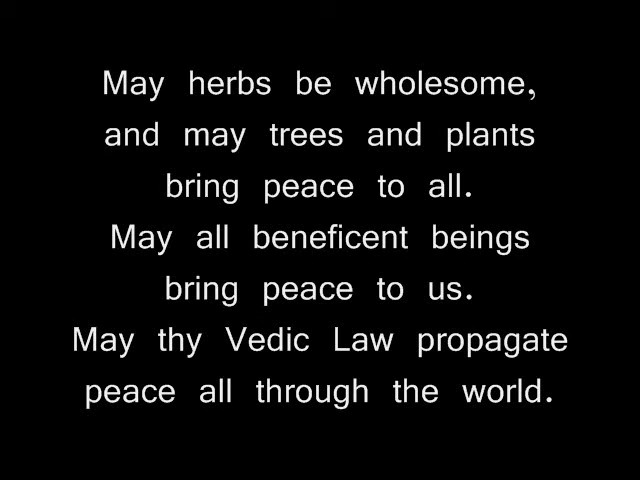 May herbs be wholesome,
and may trees and plants
bring peace to all.
May all beneficent beings
bring peace to us.
May thy Vedic Law propagate
peace all through the world.